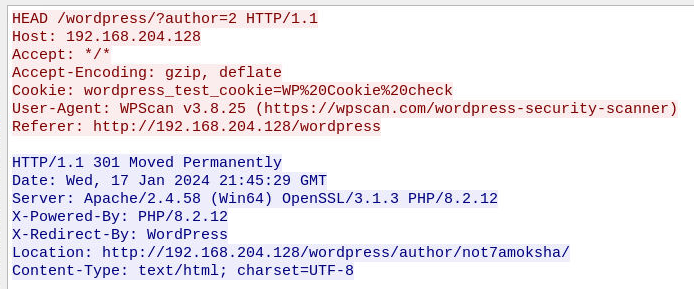 HEAD /wordpress/?author=2 HTTP/1.1
Host: 192.168.204.128
Accept: */*
Accept-Encoding: gzip, deflate
Cookie: wordpress_test_cookie=WP%20Cookie%20check
User-Agent: WPScan v3.8.25 (https://wpscan.com/wordpress-security-scanner)
Referer: http://192.168.204.128/wordpress

HTTP/1.1 301 Moved Permanently
Date: Wed, 17 Jan 2024 21:45:29 GMT
Server: Apache/2.4.58 (Win64) OpenSSL/3.1.3 PHP/8.2.12
X-Powered-By: PHP/8.2.12
X-Redirect-By: WordPress
Location: http://192.168.204.128/wordpress/author/not7amoksha/
Content-Type: text/html; charset=UTF-8